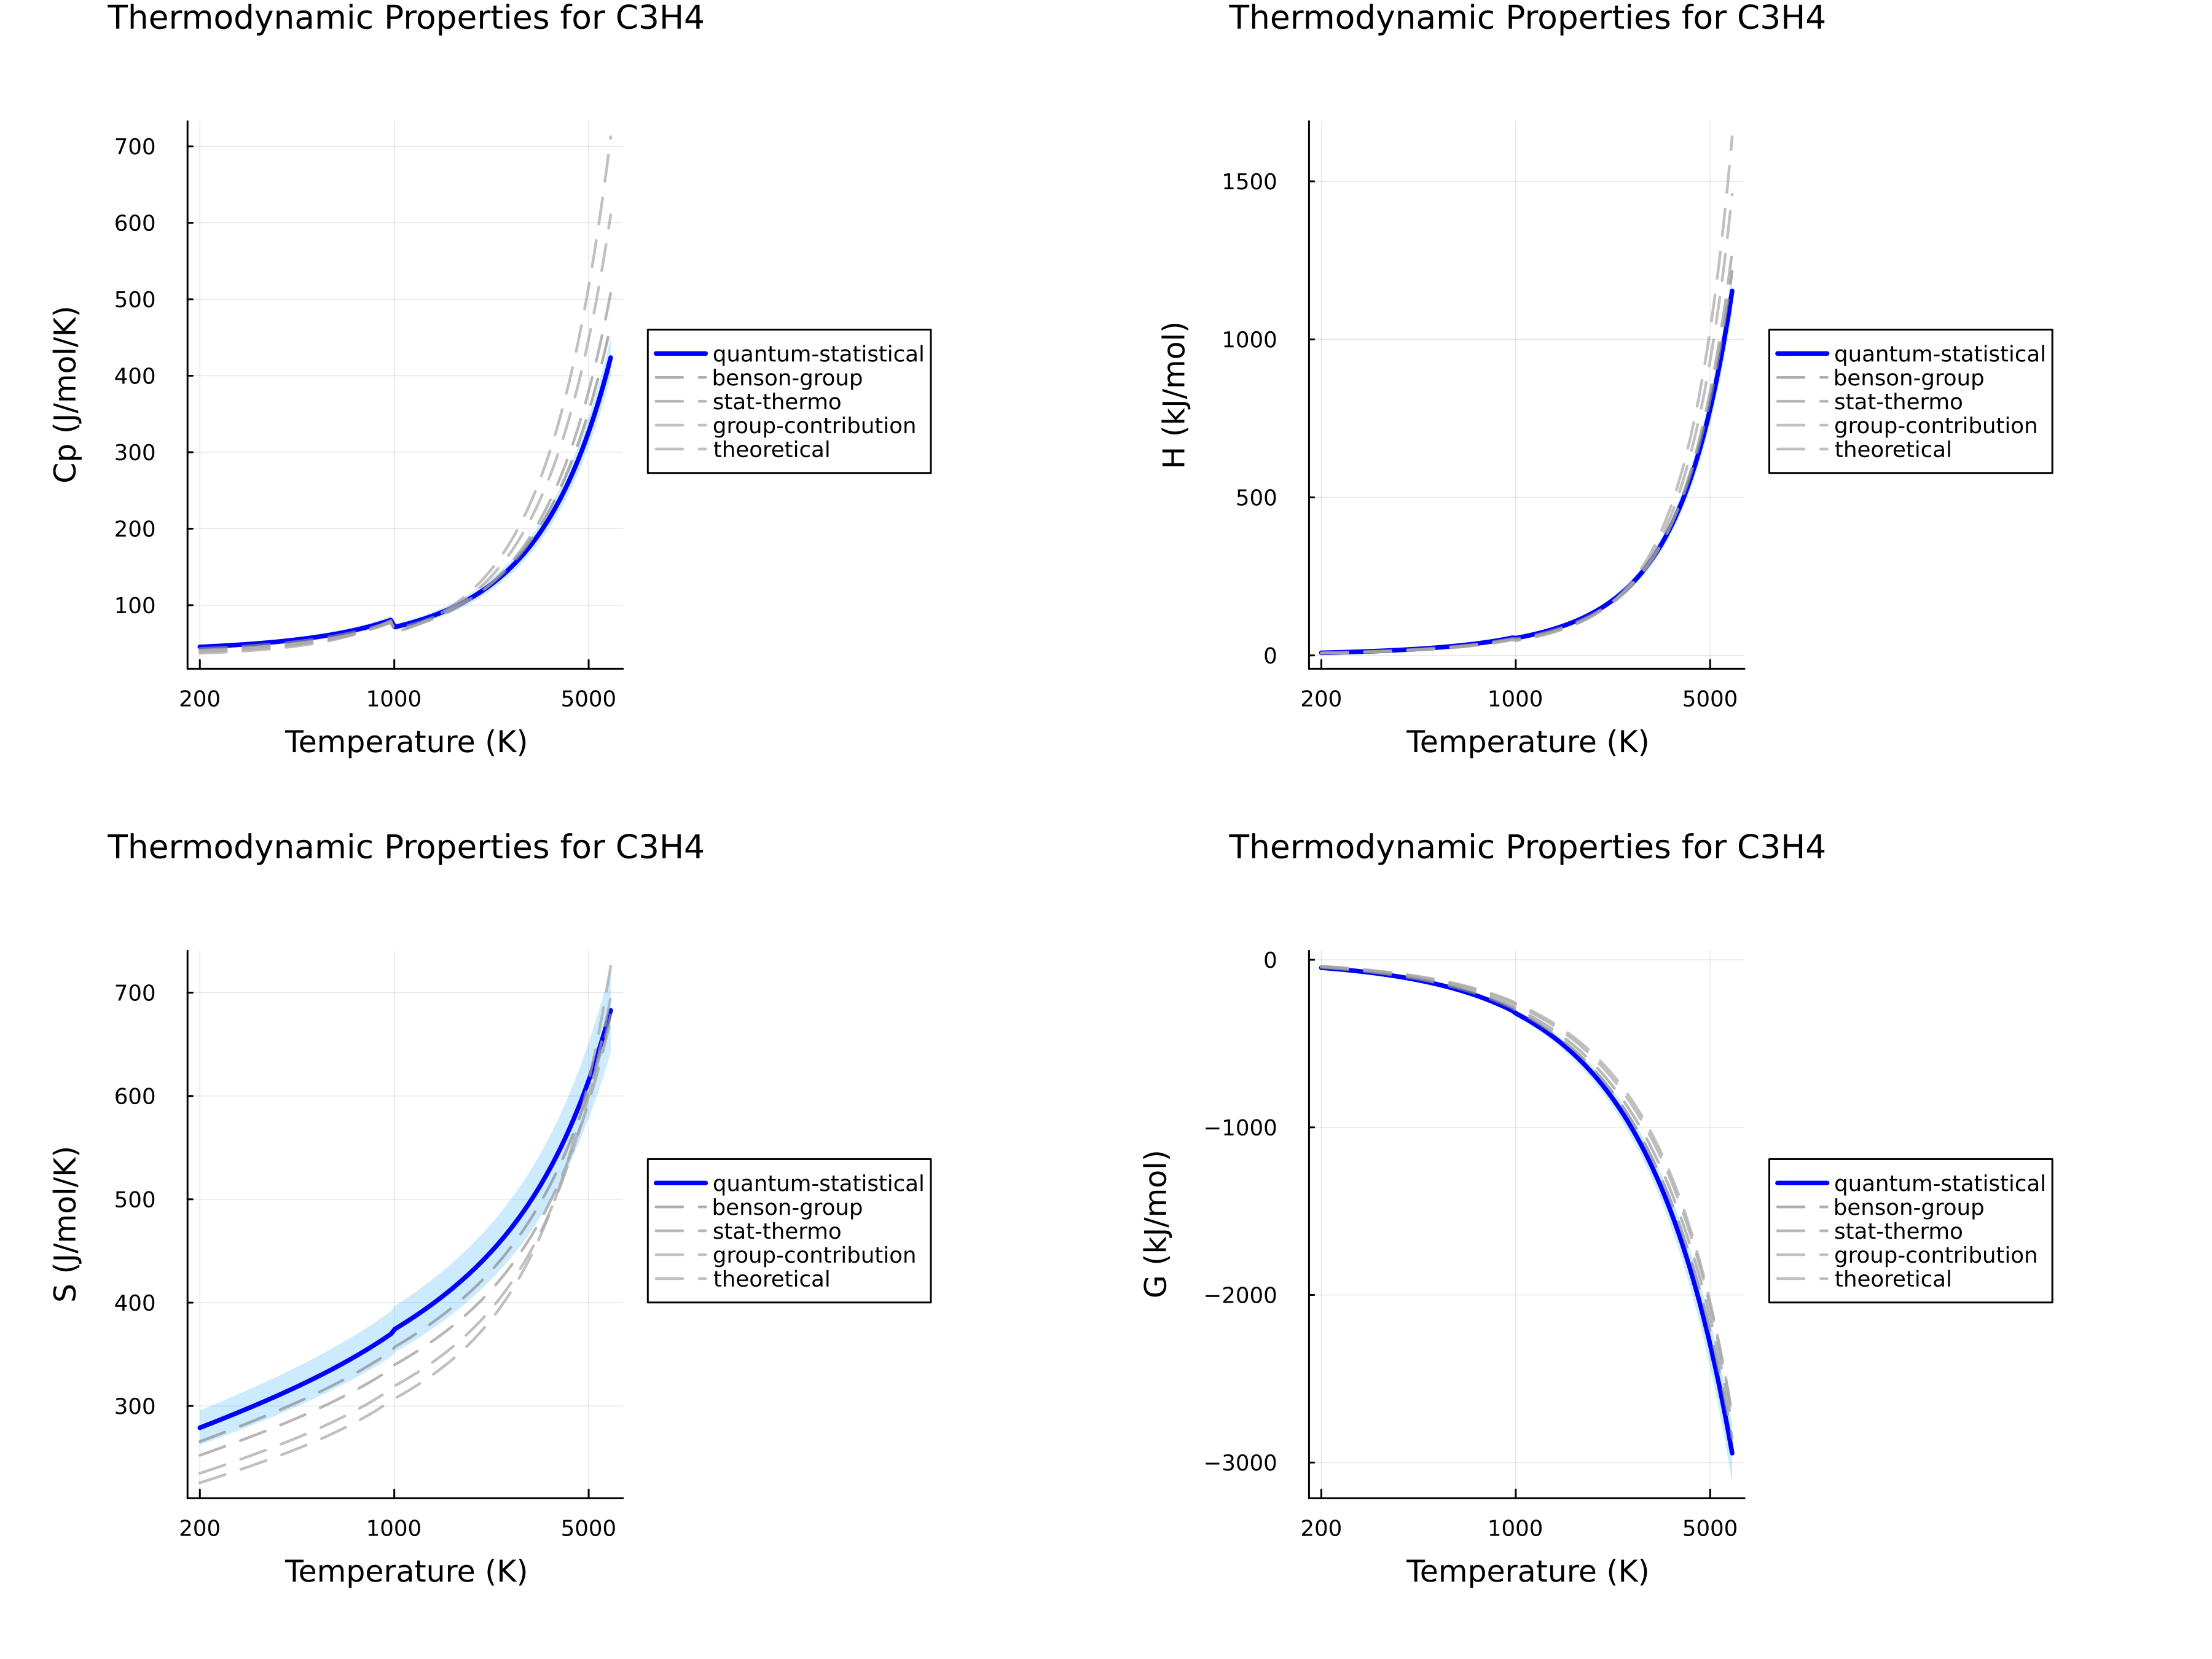 Thermodynamic Properties for C3H4
700
600
500
400
300
200
100
Cp (J/mol/K)
200 1000 5000
Temperature (K)
quantum-statistical
benson-group
stat-thermo
group-contribution
theoretical
Thermodynamic Properties for C3H4
1500
1000
500
0
H (kJ/mol)
200 1000 5000
Temperature (K)
quantum-statistical
benson-group
stat-thermo
group-contribution
theoretical
Thermodynamic Properties for C3H4
700
600
500
400
300
S (J/mol/K)
200 1000 5000
Temperature (K)
quantum-statistical
benson-group
stat-thermo
group-contribution
theoretical
Thermodynamic Properties for C3H4
0
−1000
−2000
−3000
G (kJ/mol)
200 1000 5000
Temperature (K)
quantum-statistical
benson-group
stat-thermo
group-contribution
theoretical